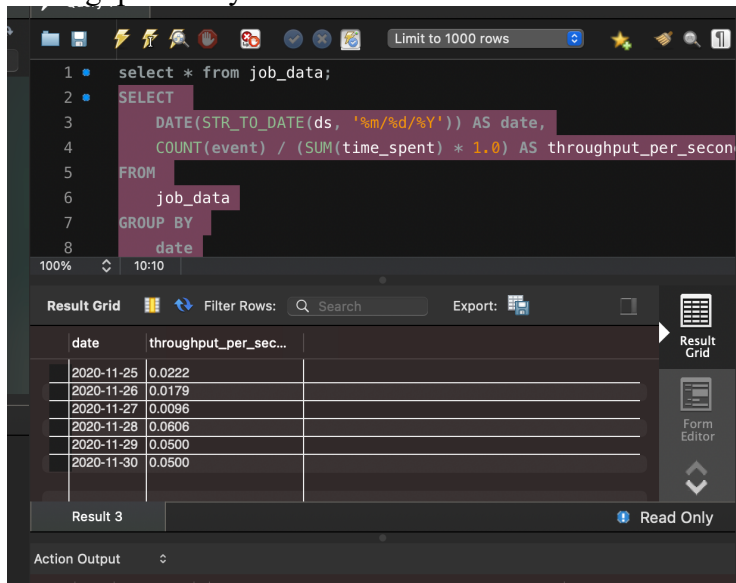 Limit to 1000 rows
1 select * from job_data;
2 SELECT
3 DATE(STR_TO_DATE(ds, '%m/%d/%Y')) AS date,
4 COUNT(event) / (SUM(time_spent) * 1.0) AS throughput_per_secon
5 FROM
6 job_data
7 GROUP BY
8 date
100% 10:10
Result Grid Filter Rows: Search Export:
Result
Grid
date throughput_per_sec...
2020-11-25 0.0222
2020-11-26 0.0179
2020-11-27 0.0096
2020-11-28 0.0606
2020-11-29 0.0500
2020-11-30 0.0500
Form
Editor
Result 3 Read Only
Action Output